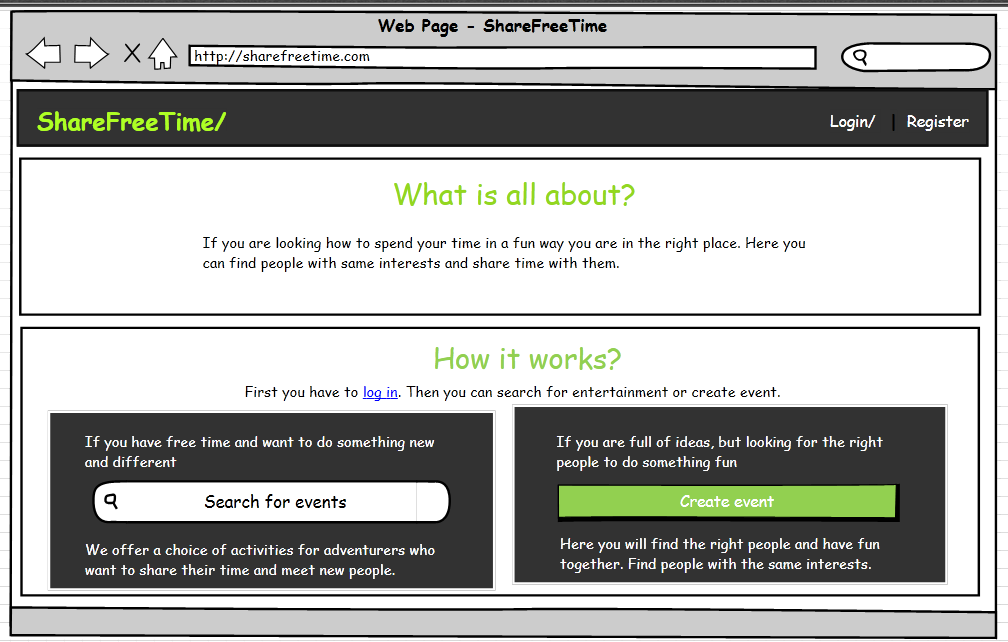 Web Page - ShareFreeTime
http://sharefreetime.com
ShareFreeTime/
Login/ | Register
What is all about?
If you are looking how to spend your time in a fun way you are in the right place. Here you
can find people with same interests and share time with them.
How it works?
First you have to log in. Then you can search for entertainment or create event.
If you have free time and want to do something new
and different
Search for events
We offer a choice of activities for adventurers who
want to share their time and meet new people.
If you are full of ideas, but looking for the right
people to do something fun
Create event
Here you will find the right people and have fun
together. Find people with the same interests.